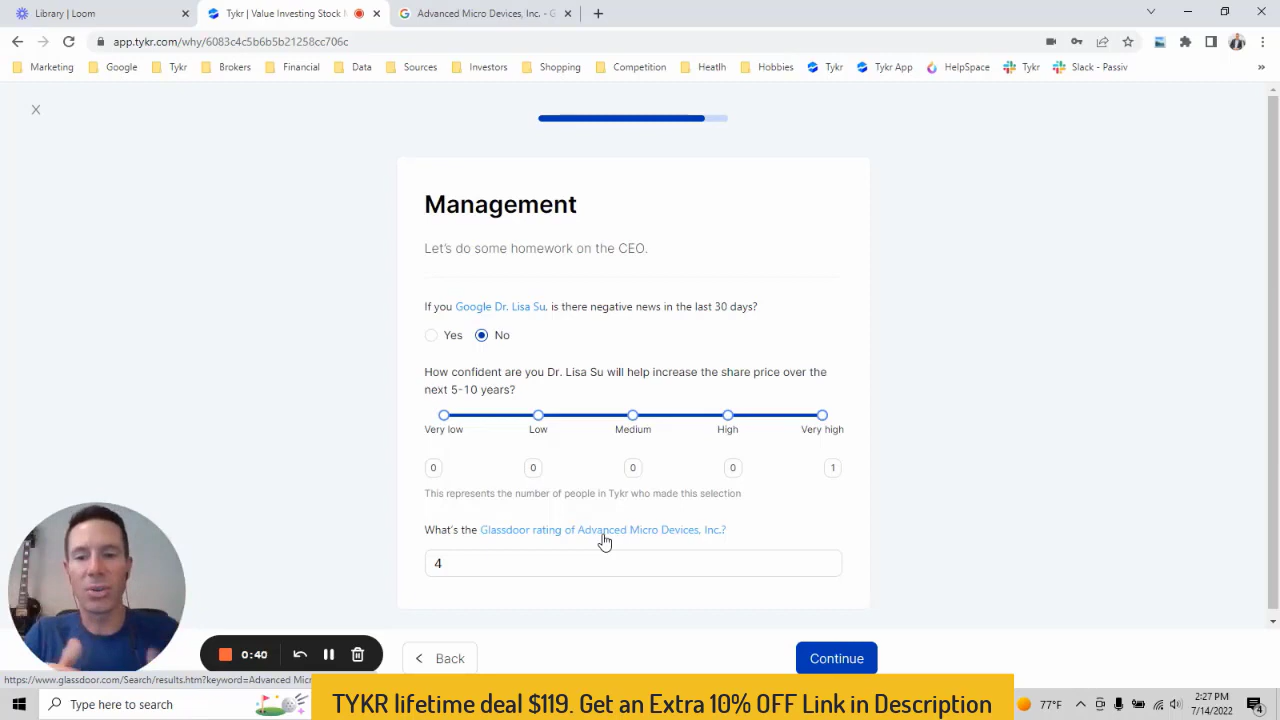 Library | Loom
Tykr | Value Investing Stock
Advanced Micro Devices, Inc. - G
app.tykr.com/why/6083c4c5b6b5b21258cc706c
Marketing
Google
Tykr
Brokers
Financial
Data
Sources
Investors
Shopping
Competition
Heatlh
Hobbies
Tykr
Tykr App
HelpSpace
Tykr
Slack - Passiv
»
Management
Let's do some homework on the CEO.
If you Google Dr. Lisa Su, is there negative news in the last 30 days?
Yes No
How confident are you Dr. Lisa Su will help increase the share price over the
next 5-10 years?
Very low Low Medium High Very high
0 0 0 0 1
This represents the number of people in Tykr who made this selection
What's the Glassdoor rating of Advanced Micro Devices, Inc.?
4
0:40
Back
Continue
https://www.glassdoor.com/Search/results.htm?keyword=Advanced Micr
Type here to search
TYKR lifetime deal $119. Get an Extra 10% OFF Link in Description
77°F
2:27 PM
7/14/2022
4